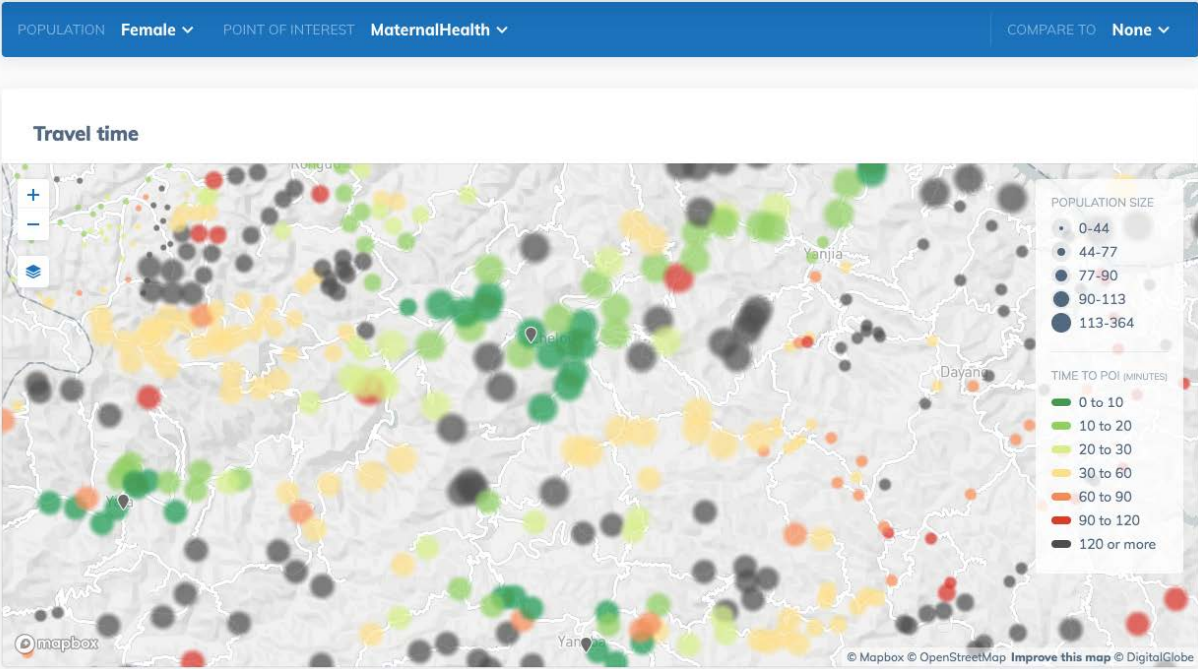 POPULATION Female POINT OF INTEREST MaternalHealth COMPARE TO None
Travel time
+
−
POPULATION SIZE
0-44
44-77
77-90
90-113
113-364
Yanjia
TIME TO POI (MINUTES)
Dayang
0 to 10
10 to 20
20 to 30
30 to 60
60 to 90
90 to 120
120 or more
mapbox
© Mapbox © OpenStreetMap Improve this map © DigitalGlobe